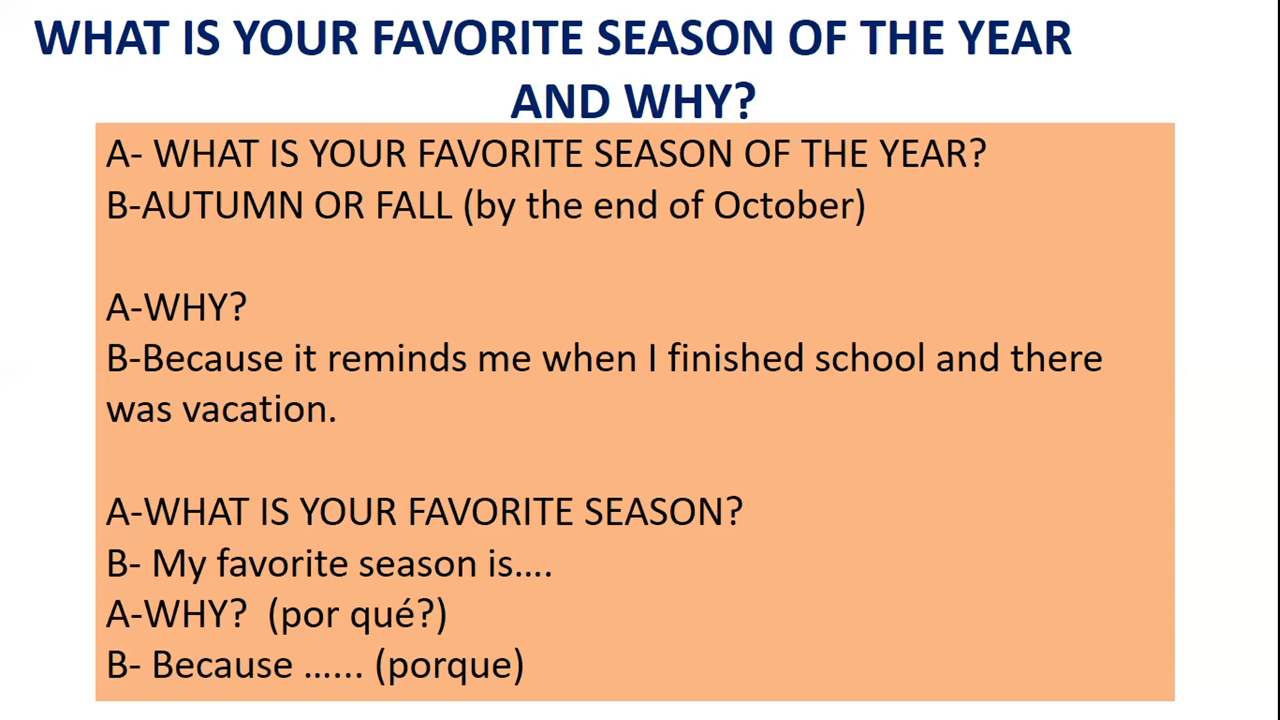 WHAT IS YOUR FAVORITE SEASON OF THE YEAR
AND WHY?
A- WHAT IS YOUR FAVORITE SEASON OF THE YEAR?
B-AUTUMN OR FALL (by the end of October)
A-WHY?
B-Because it reminds me when I finished school and there
was vacation.
A-WHAT IS YOUR FAVORITE SEASON?
B- My favorite season is....
A-WHY?  (por qué?)
B- Because ...... (porque)